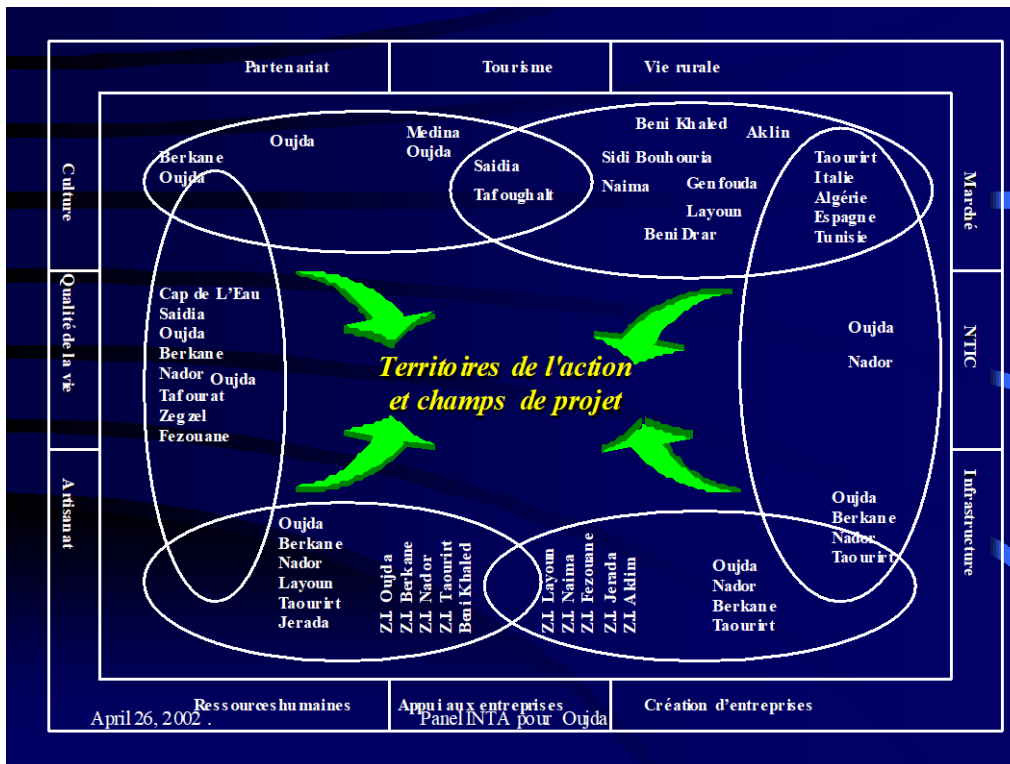 Partenariat
Tourisme
Vie rurale
Culture
Qualité de la vie
Artisanat
Marché
NTIC
Infrastructure
Berkane
Oujda
Oujda
Medina
Oujda
Saidia
Tafoughalt
Beni Khaled
Aklin
Sidi Bouhouria
Naima
Genfouda
Layoun
Beni Drar
Taourirt
Italie
Algérie
Espagne
Tunisie
Cap de L'Eau
Saidia
Oujda
Berkane
Nador
Oujda
Tafourat
Zegzel
Fezouane
Territoires de l'action
et champs de projet
Oujda
Nador
Oujda
Berkane
Nador
Taourirt
Oujda
Berkane
Nador
Layoun
Taourirt
Jerada
Z.I. Oujda
Z.I. Berkane
Z.I. Nador
Z.I. Taourirt
Beni Khaled
Z.I. Layoun
Z.I. Naima
Z.I. Fezouane
Z.I. Jerada
Z.I. Aklim
Oujda
Nador
Berkane
Taourirt
Ressources humaines
Appui aux entreprises
Création d'entreprises
April 26, 2002 .
Panel INTA pour Oujda